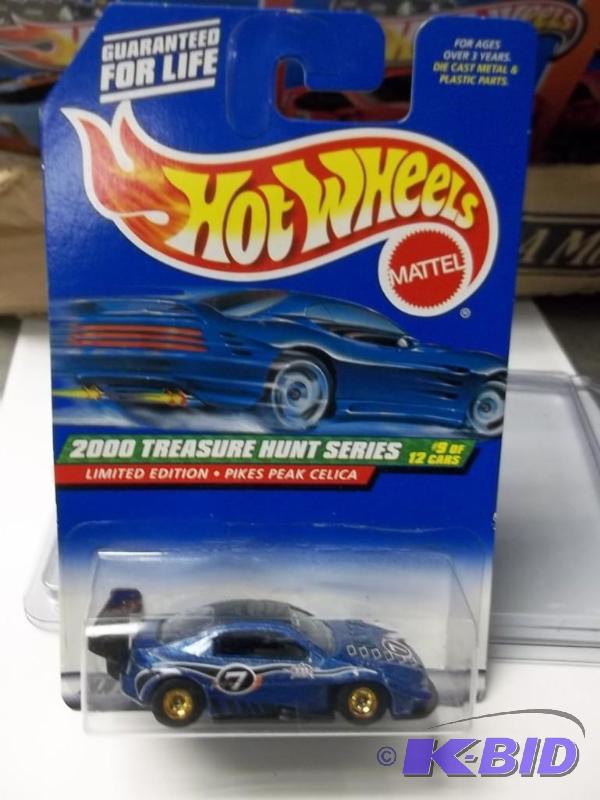 GUARANTEED
FOR LIFE
FOR AGES
OVER 3 YEARS.
DIE CAST METAL &
PLASTIC PARTS.
HOT WHEELS
MATTEL
®
2000 TREASURE HUNT SERIES
#9 OF
12 CARS
LIMITED EDITION • PIKES PEAK CELICA
7
© K-BID